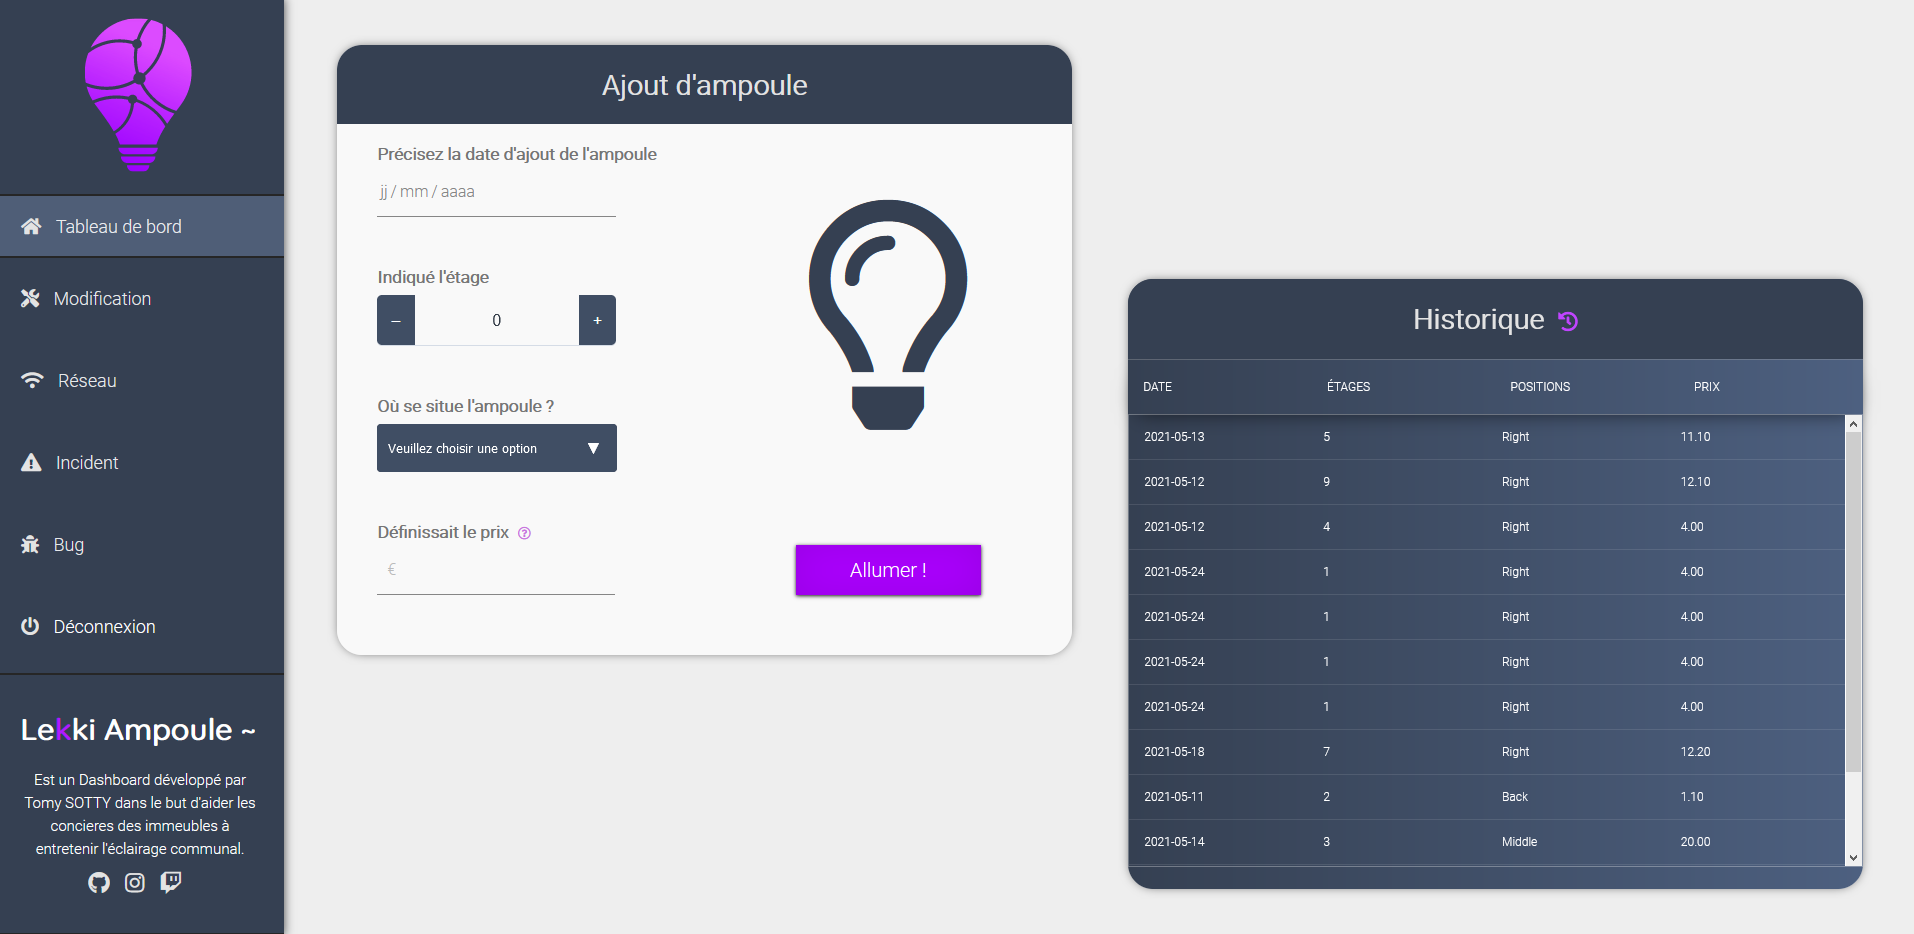 Tableau de bord
Modification
Réseau
Incident
Bug
Déconnexion
Lekki Ampoule ~
Est un Dashboard développé par
Tomy SOTTY dans le but d'aider les
concieres des immeubles à
entretenir l'éclairage communal.
Ajout d'ampoule
Précisez la date d'ajout de l'ampoule
jj / mm / aaaa
Indiqué l'étage
– 0 +
Où se situe l'ampoule ?
Veuillez choisir une option ▼
Définissait le prix ?
€
Allumer !
Historique
DATE ÉTAGES POSITIONS PRIX
2021-05-13 5 Right 11.10
2021-05-12 9 Right 12.10
2021-05-12 4 Right 4.00
2021-05-24 1 Right 4.00
2021-05-24 1 Right 4.00
2021-05-24 1 Right 4.00
2021-05-24 1 Right 4.00
2021-05-18 7 Right 12.20
2021-05-11 2 Back 1.10
2021-05-14 3 Middle 20.00